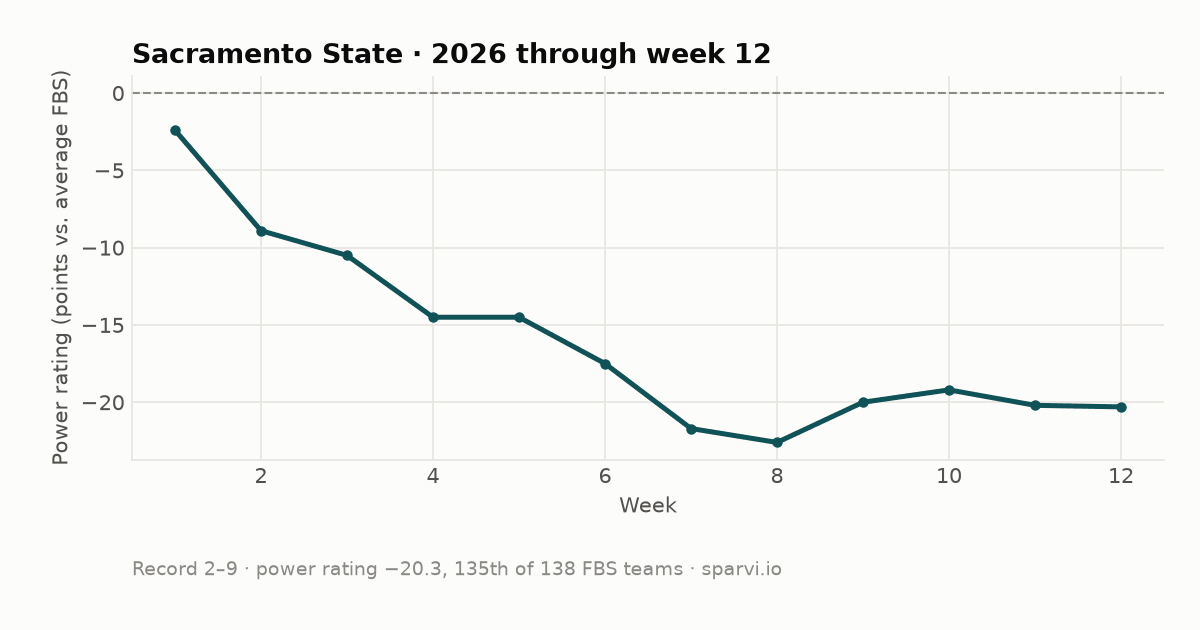 Sacramento State · 2026 through week 12
Power rating (points vs. average FBS)
0
−5
−10
−15
−20
2 4 6 8 10 12
Week
Record 2–9 · power rating −20.3, 135th of 138 FBS teams · sparvi.io